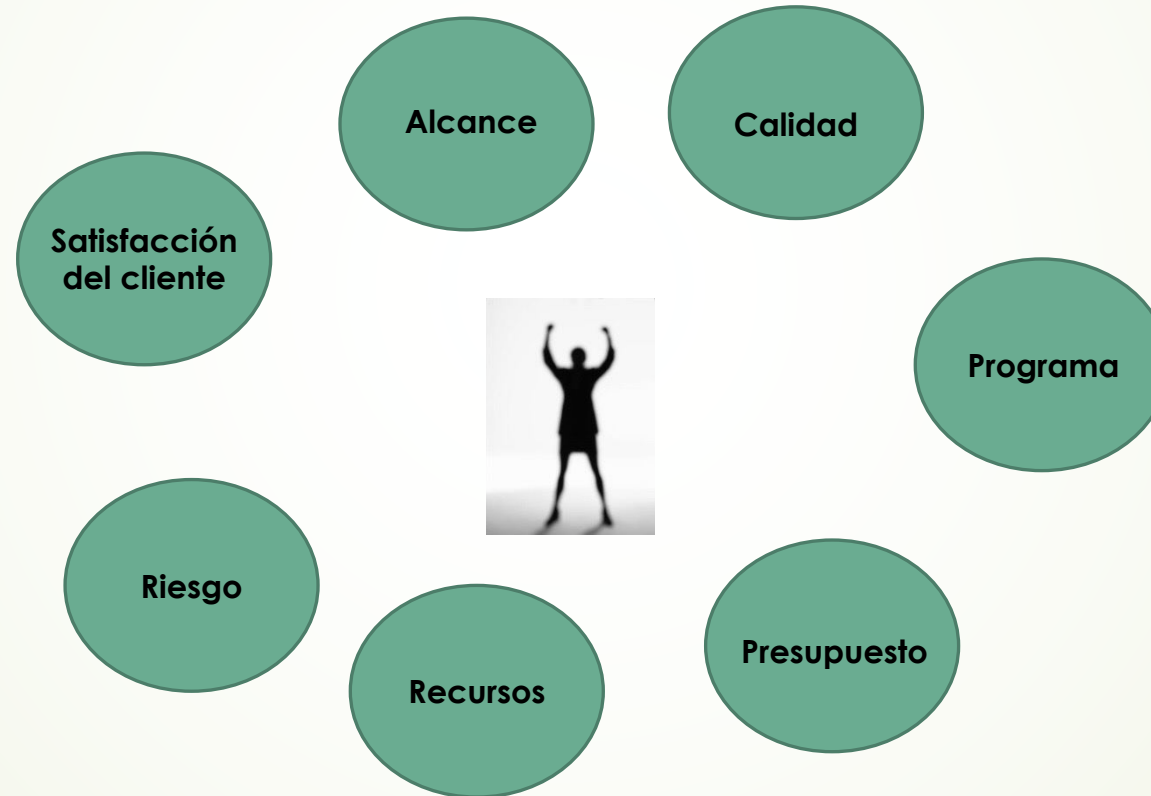 Alcance
Calidad
Satisfacción
del cliente
Programa
Riesgo
Presupuesto
Recursos